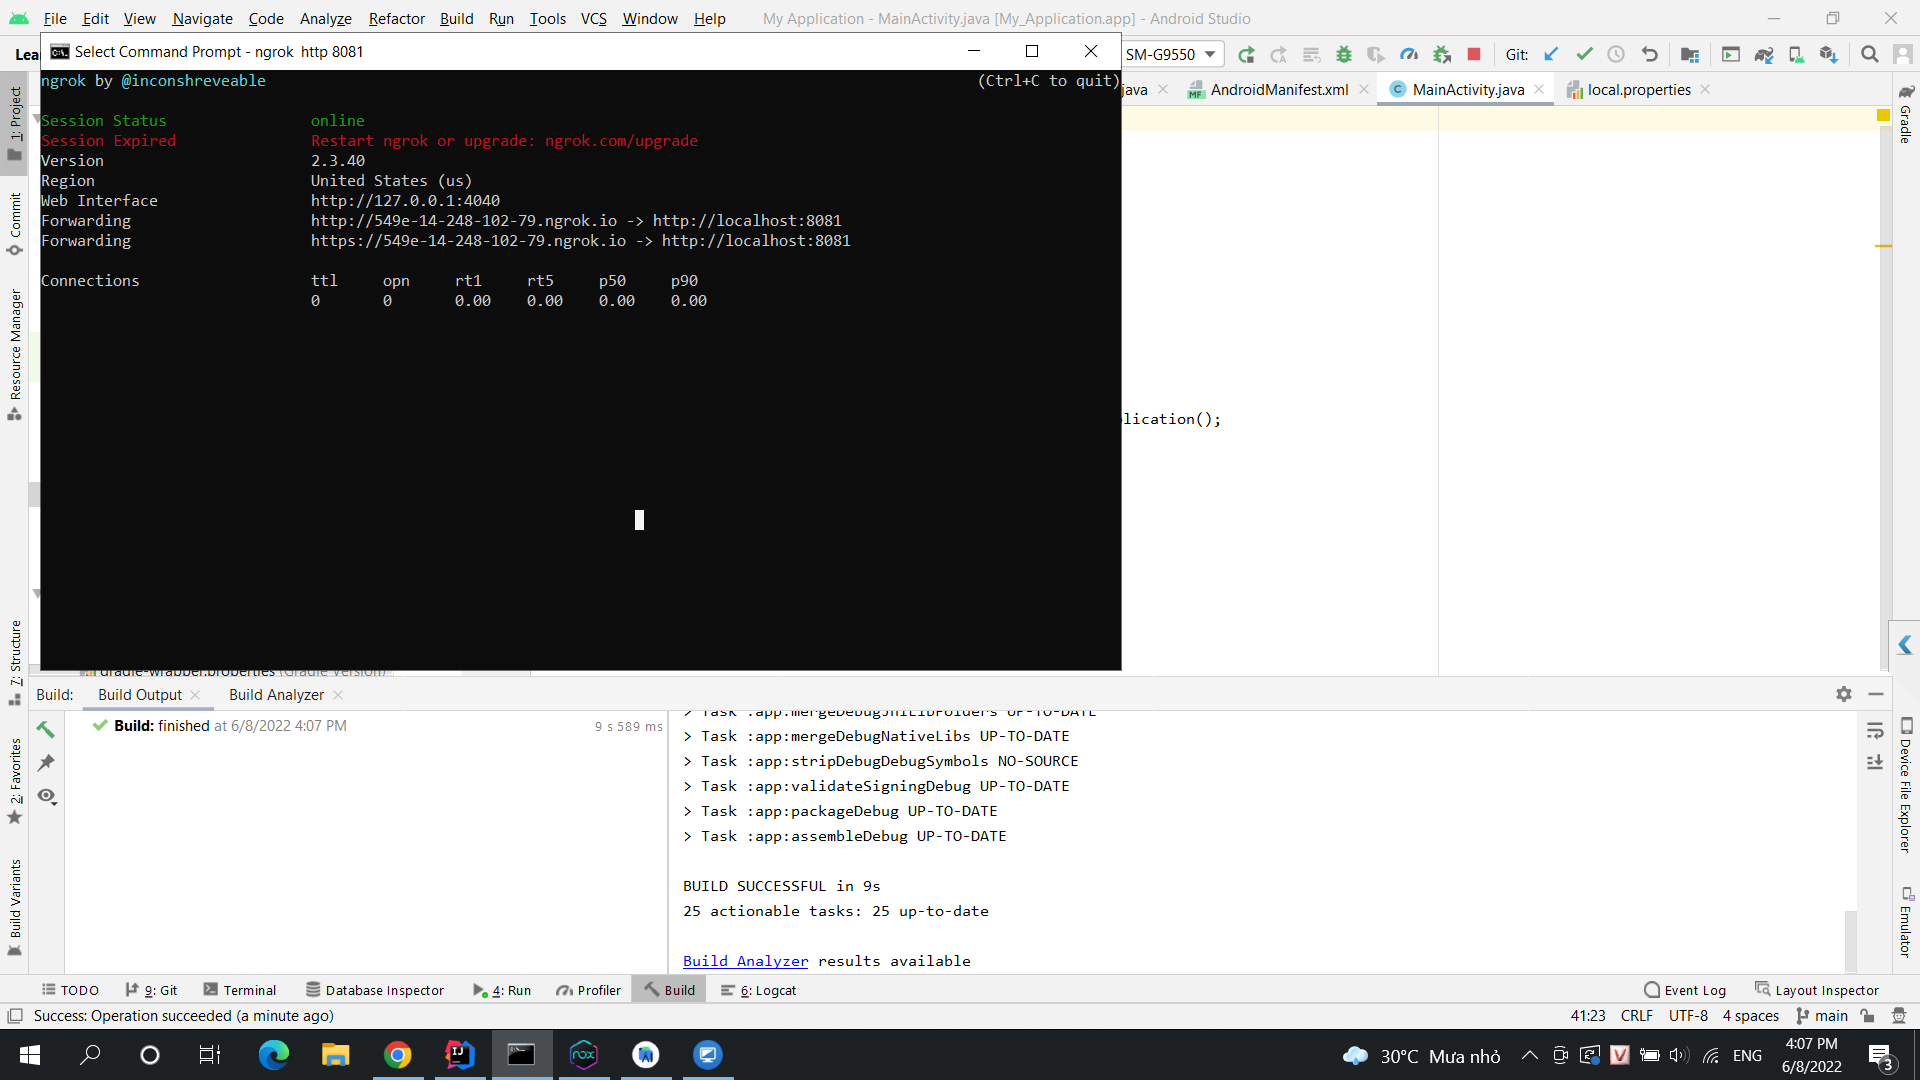 File Edit View Navigate Code Analyze Refactor Build Run Tools VCS Window Help My Application - MainActivity.java [My_Application.app] - Android Studio
Lea
Select Command Prompt - ngrok http 8081
SM-G9550
Git:
java
AndroidManifest.xml
MainActivity.java
local.properties
ngrok by @inconshreveable (Ctrl+C to quit)
Session Status online
Session Expired Restart ngrok or upgrade: ngrok.com/upgrade
Version 2.3.40
Region United States (us)
Web Interface http://127.0.0.1:4040
Forwarding http://549e-14-248-102-79.ngrok.io -> http://localhost:8081
Forwarding https://549e-14-248-102-79.ngrok.io -> http://localhost:8081
Connections ttl opn rt1 rt5 p50 p90
0 0 0.00 0.00 0.00 0.00
lication();
1: Project
Commit
Resource Manager
7: Structure
2: Favorites
Build Variants
Gradle
Device File Explorer
Emulator
gradle-wrapper.properties (Gradle Version)
Build: Build Output Build Analyzer
Build: finished at 6/8/2022 4:07 PM 9 s 589 ms
> Task :app:mergeDebugJniLibFolders UP-TO-DATE
> Task :app:mergeDebugNativeLibs UP-TO-DATE
> Task :app:stripDebugDebugSymbols NO-SOURCE
> Task :app:validateSigningDebug UP-TO-DATE
> Task :app:packageDebug UP-TO-DATE
> Task :app:assembleDebug UP-TO-DATE
BUILD SUCCESSFUL in 9s
25 actionable tasks: 25 up-to-date
Build Analyzer results available
TODO 9: Git Terminal Database Inspector 4: Run Profiler Build 6: Logcat Event Log Layout Inspector
Success: Operation succeeded (a minute ago) 41:23 CRLF UTF-8 4 spaces main
30°C Mưa nhỏ ENG
4:07 PM
6/8/2022
3